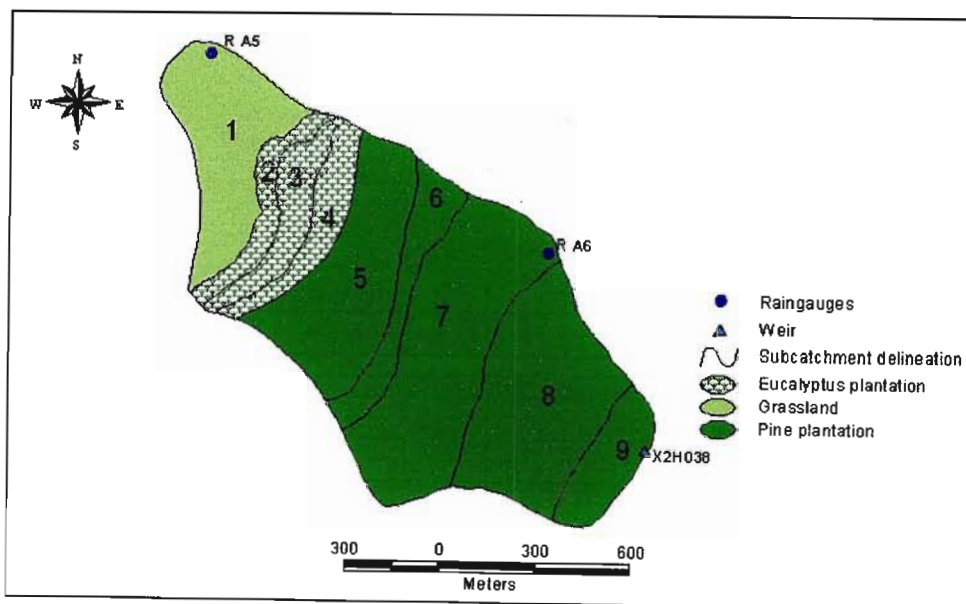 R A5
N
W E
S
1
2
3
4
5
6
R A6
7
8
9
X2H038
Raingauges
Weir
Subcatchment delineation
Eucalyptus plantation
Grassland
Pine plantation
300 0 300 600
Meters